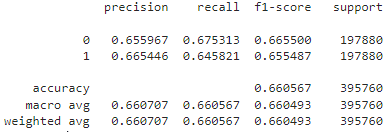 precision recall f1-score support
0 0.655967 0.675313 0.665500 197880
1 0.665446 0.645821 0.655487 197880
accuracy 0.660567 395760
macro avg 0.660707 0.660567 0.660493 395760
weighted avg 0.660707 0.660567 0.660493 395760